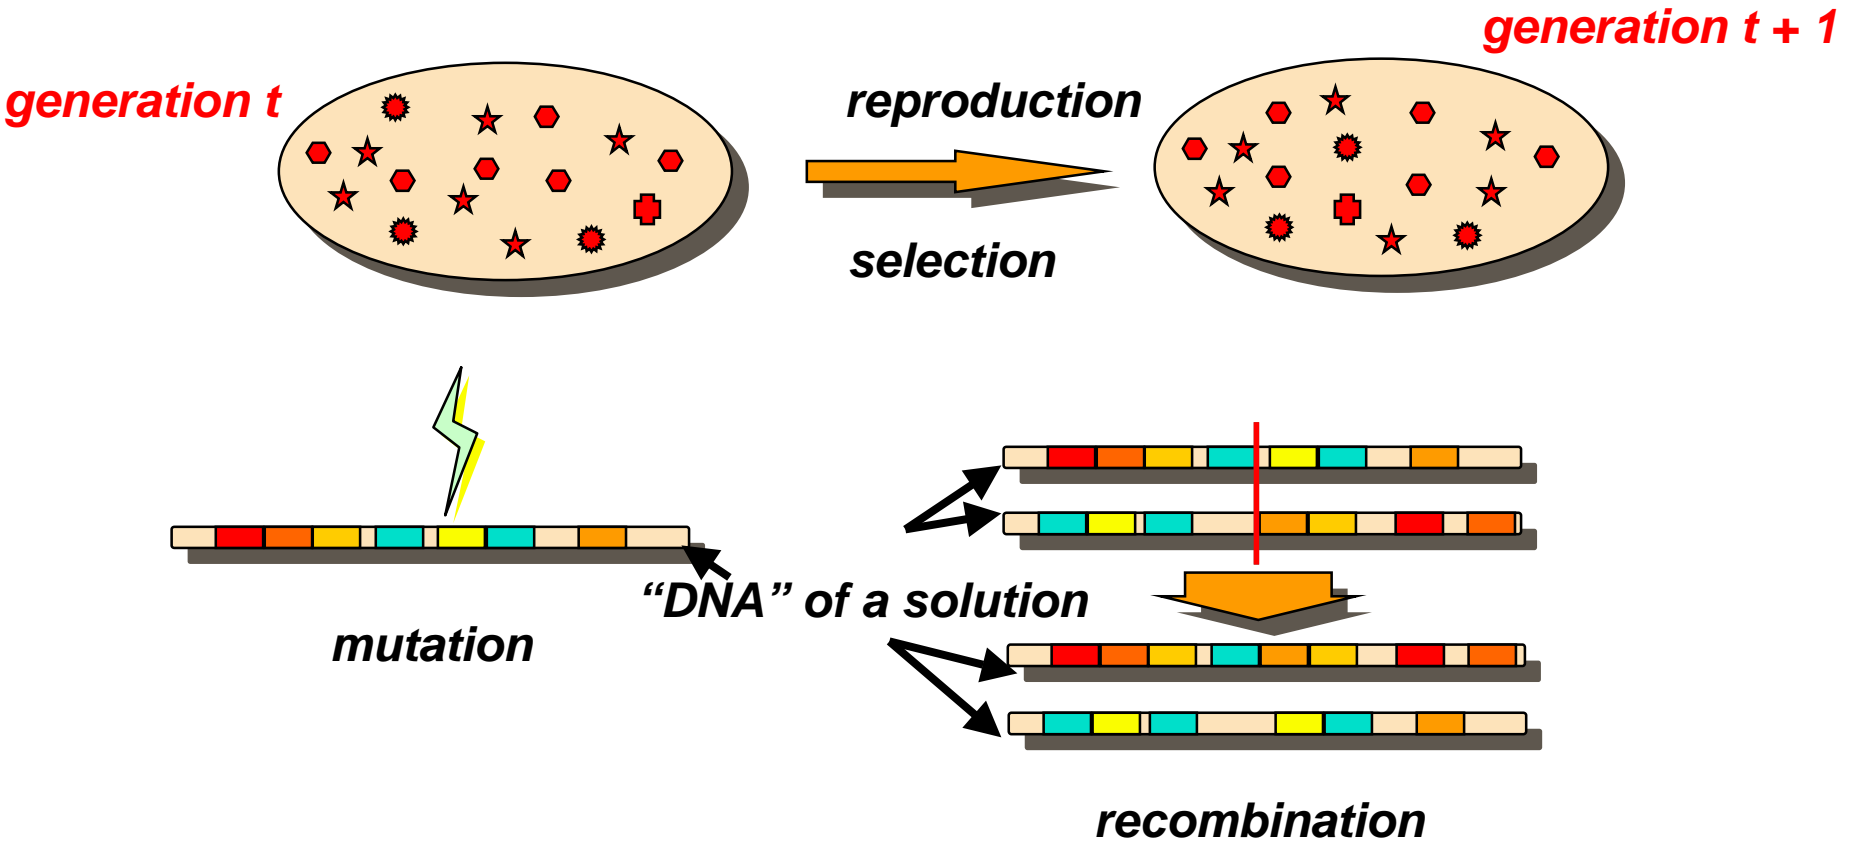 generation t + 1
generation t
reproduction
selection
“DNA” of a solution
mutation
recombination